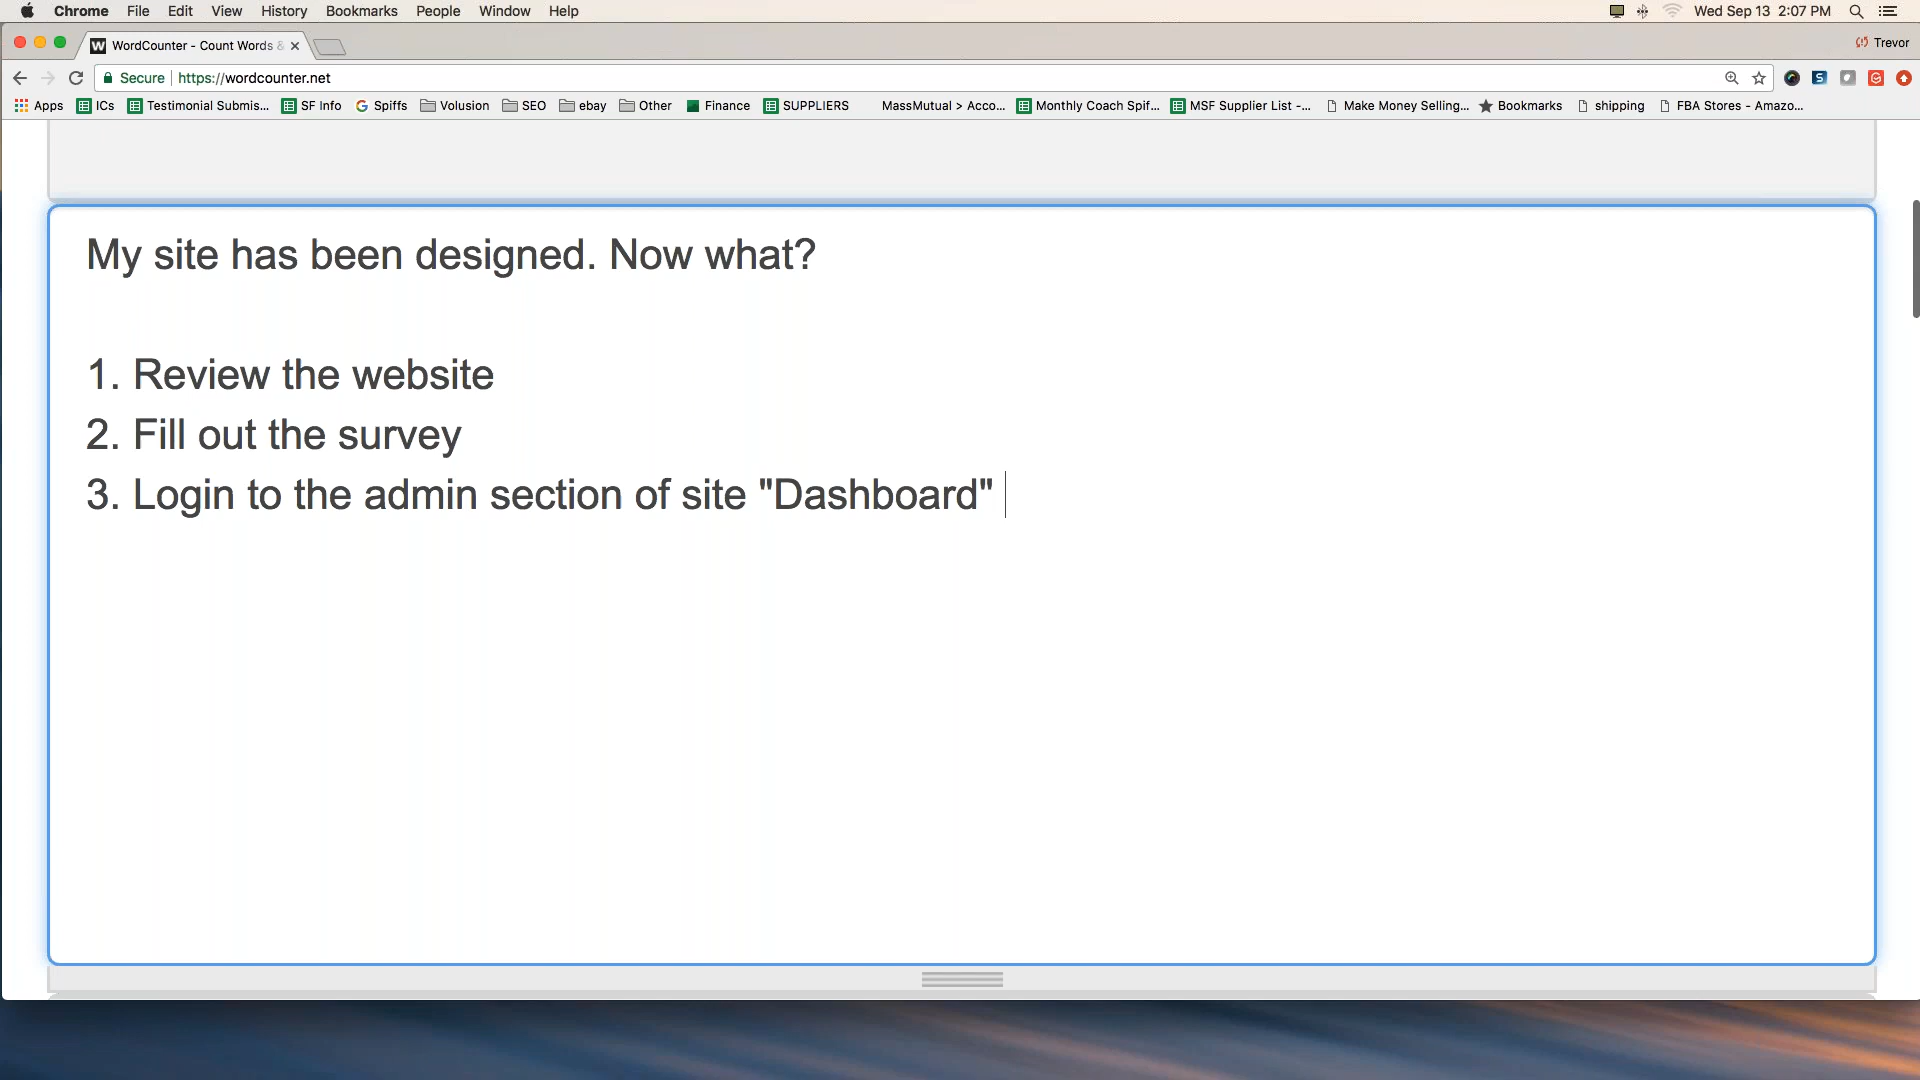 Chrome File Edit View History Bookmarks People Window Help Wed Sep 13 2:07 PM
WordCounter - Count Words & Trevor
Secure https://wordcounter.net
Apps ICs Testimonial Submis... SF Info Spiffs Volusion SEO ebay Other Finance SUPPLIERS MassMutual > Acco... Monthly Coach Spif... MSF Supplier List -... Make Money Selling... Bookmarks shipping FBA Stores - Amazo...
My site has been designed. Now what?
1. Review the website
2. Fill out the survey
3. Login to the admin section of site "Dashboard"